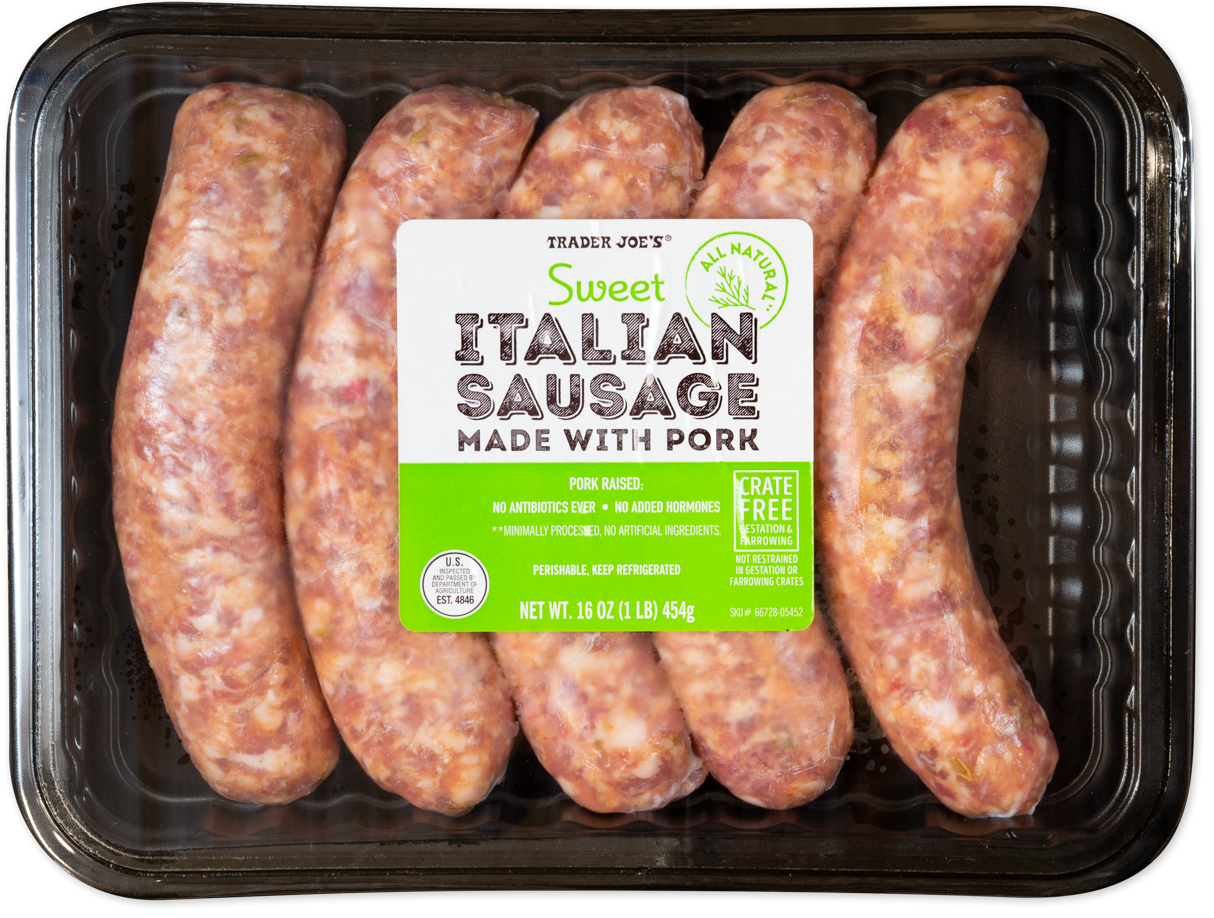 TRADER JOE'S®
Sweet
ALL NATURAL**
ITALIAN
SAUSAGE
MADE WITH PORK
PORK RAISED:
NO ANTIBIOTICS EVER • NO ADDED HORMONES
**MINIMALLY PROCESSED, NO ARTIFICIAL INGREDIENTS.
CRATE
FREE
GESTATION &
FARROWING
NOT RESTRAINED
IN GESTATION OR
FARROWING CRATES
PERISHABLE, KEEP REFRIGERATED
U.S.
INSPECTED
AND PASSED BY
DEPARTMENT OF
AGRICULTURE
EST. 4846
NET WT. 16 OZ (1 LB) 454g
SKU# 66728-05452